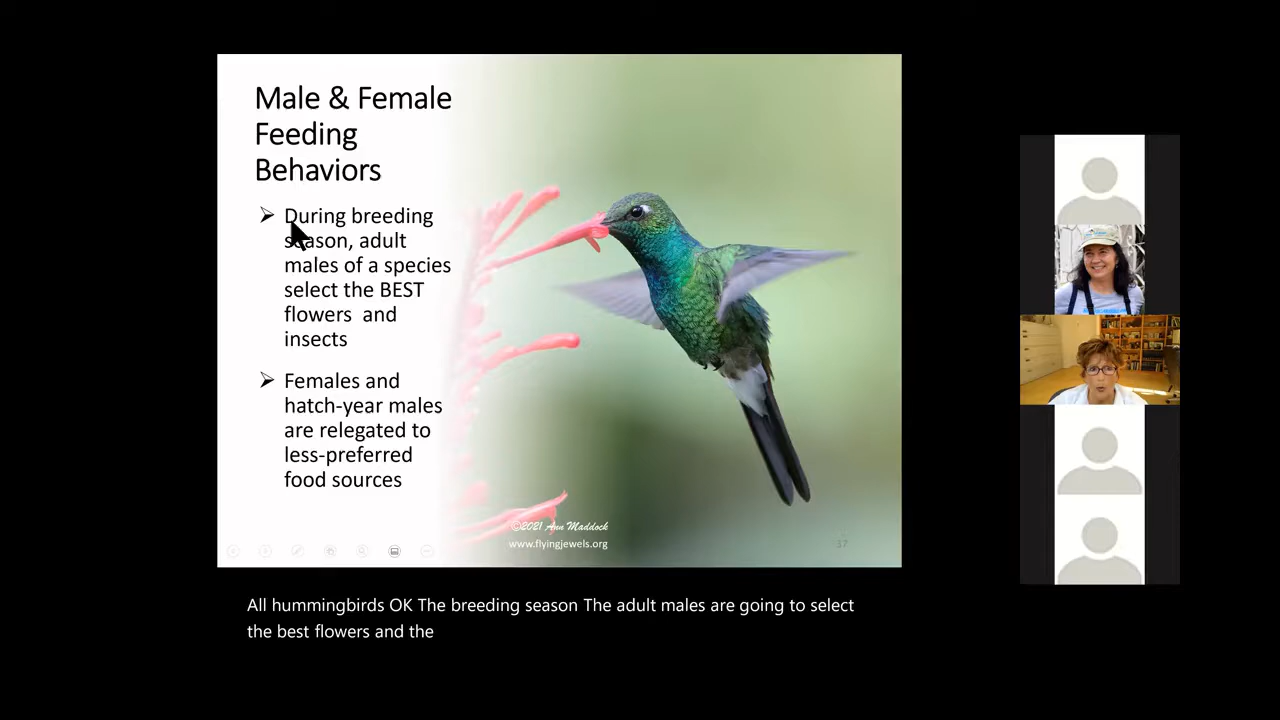 Male & Female
Feeding
Behaviors
During breeding
season, adult
males of a species
select the BEST
flowers and
insects
Females and
hatch-year males
are relegated to
less-preferred
food sources
©2021 Ann Maddock
www.flyingjewels.org
37
All hummingbirds OK The breeding season The adult males are going to select
the best flowers and the